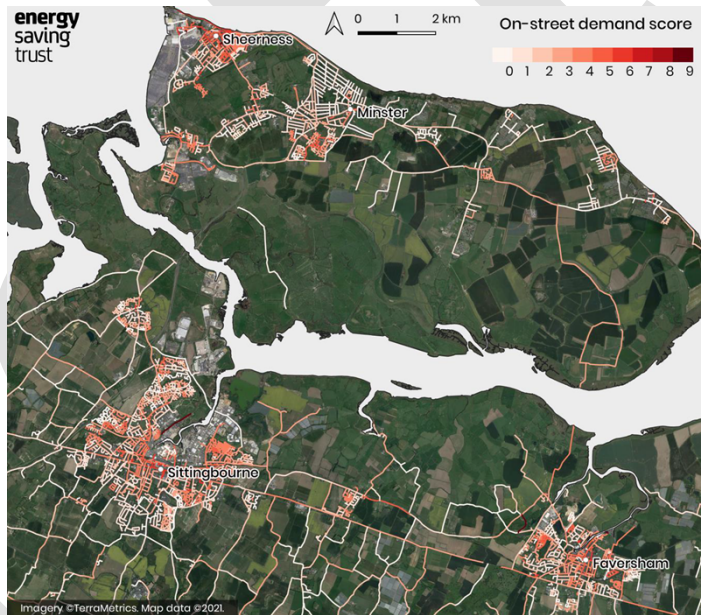 energy
saving
trust
0 1 2 km
On-street demand score
0 1 2 3 4 5 6 7 8 9
Sheerness
Minster
Sittingbourne
Faversham
Imagery ©TerraMetrics. Map data ©2021.